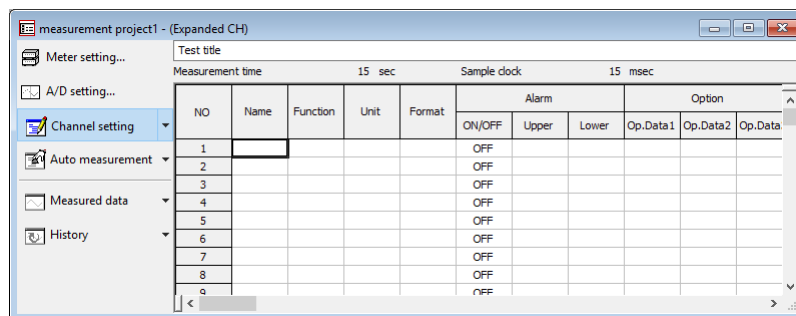 measurement project1 - (Expanded CH)
Meter setting...
A/D setting...
Channel setting
Auto measurement
Measured data
History
Test title
Measurement time 15 sec Sample clock 15 msec
NO Name Function Unit Format Alarm Option
ON/OFF Upper Lower Op.Data1 Op.Data2 Op.Data
1 OFF
2 OFF
3 OFF
4 OFF
5 OFF
6 OFF
7 OFF
8 OFF
9 OFF